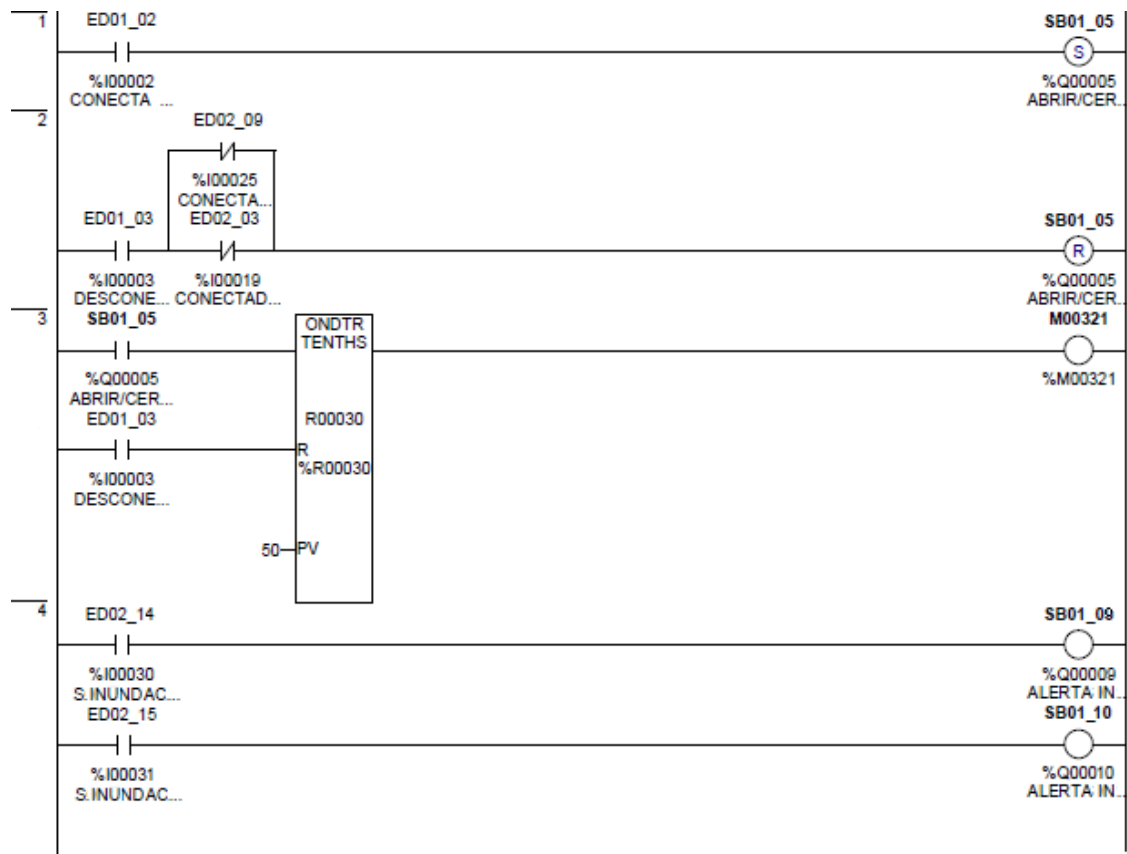 1
ED01_02
SB01_05
S
%I00002
%Q00005
CONECTA ...
ABRIR/CER..
2
ED02_09
%I00025
CONECTA...
ED01_03
ED02_03
SB01_05
R
%I00003
%I00019
%Q00005
DESCONE...
CONECTAD...
ABRIR/CER..
3
SB01_05
ONDTR
TENTHS
M00321
%Q00005
%M00321
ABRIR/CER...
ED01_03
R00030
R
%R00030
%I00003
DESCONE...
50
PV
4
ED02_14
SB01_09
%I00030
%Q00009
S.INUNDAC...
ALERTA IN..
ED02_15
SB01_10
%I00031
%Q00010
S.INUNDAC...
ALERTA IN..